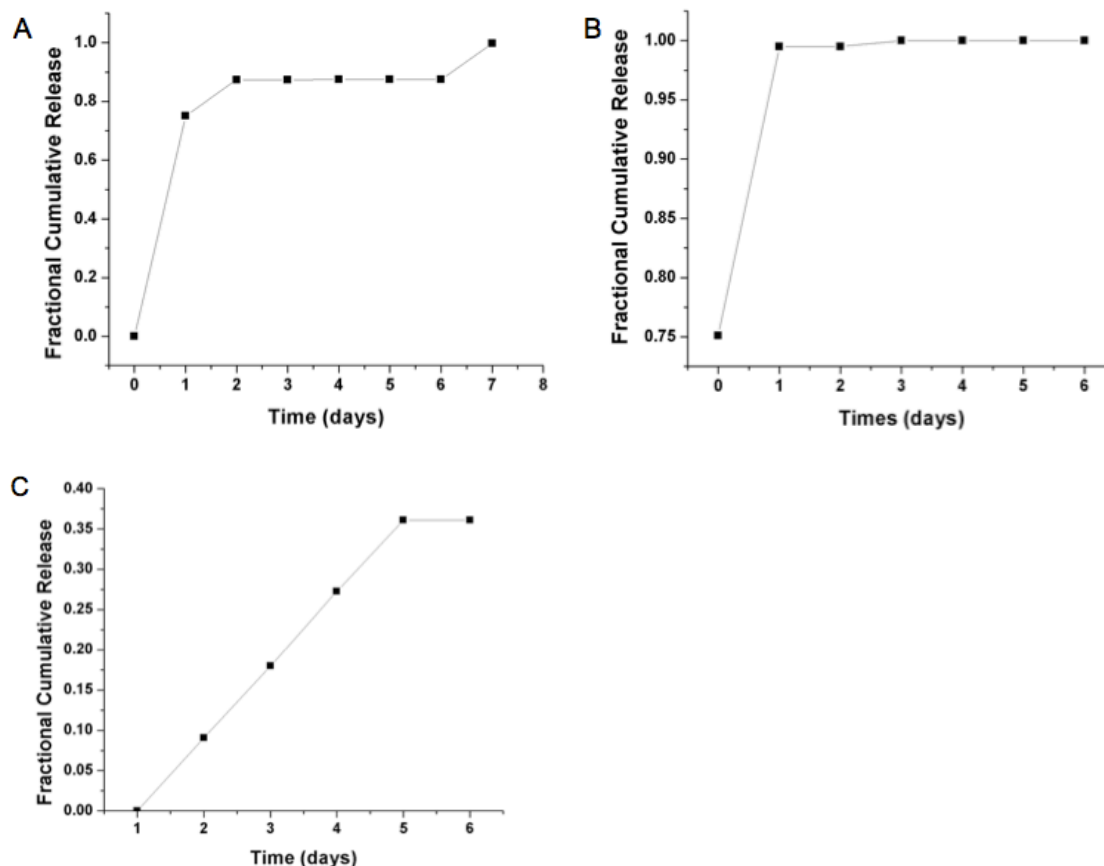 A
Fractional Cumulative Release
1.0
0.8
0.6
0.4
0.2
0.0
0 1 2 3 4 5 6 7 8
Time (days)
B
Fractional Cumulative Release
1.00
0.95
0.90
0.85
0.80
0.75
0 1 2 3 4 5 6
Times (days)
C
Fractional Cumulative Release
0.40
0.35
0.30
0.25
0.20
0.15
0.10
0.05
0.00
1 2 3 4 5 6
Time (days)